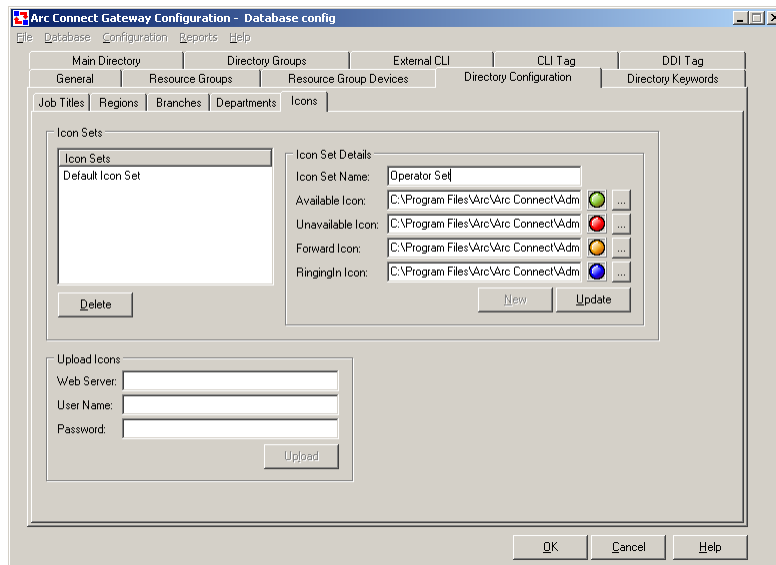 Arc Connect Gateway Configuration - Database config
File Database Configuration Reports Help
Main Directory Directory Groups External CLI CLI Tag DDI Tag
General Resource Groups Resource Group Devices Directory Configuration Directory Keywords
Job Titles Regions Branches Departments Icons
Icon Sets
Icon Sets
Default Icon Set
Delete
Icon Set Details
Icon Set Name: Operator Set
Available Icon: C:\Program Files\Arc\Arc Connect\Adm ...
Unavailable Icon: C:\Program Files\Arc\Arc Connect\Adm ...
Forward Icon: C:\Program Files\Arc\Arc Connect\Adm ...
RingingIn Icon: C:\Program Files\Arc\Arc Connect\Adm ...
New Update
Upload Icons
Web Server:
User Name:
Password:
Upload
OK Cancel Help